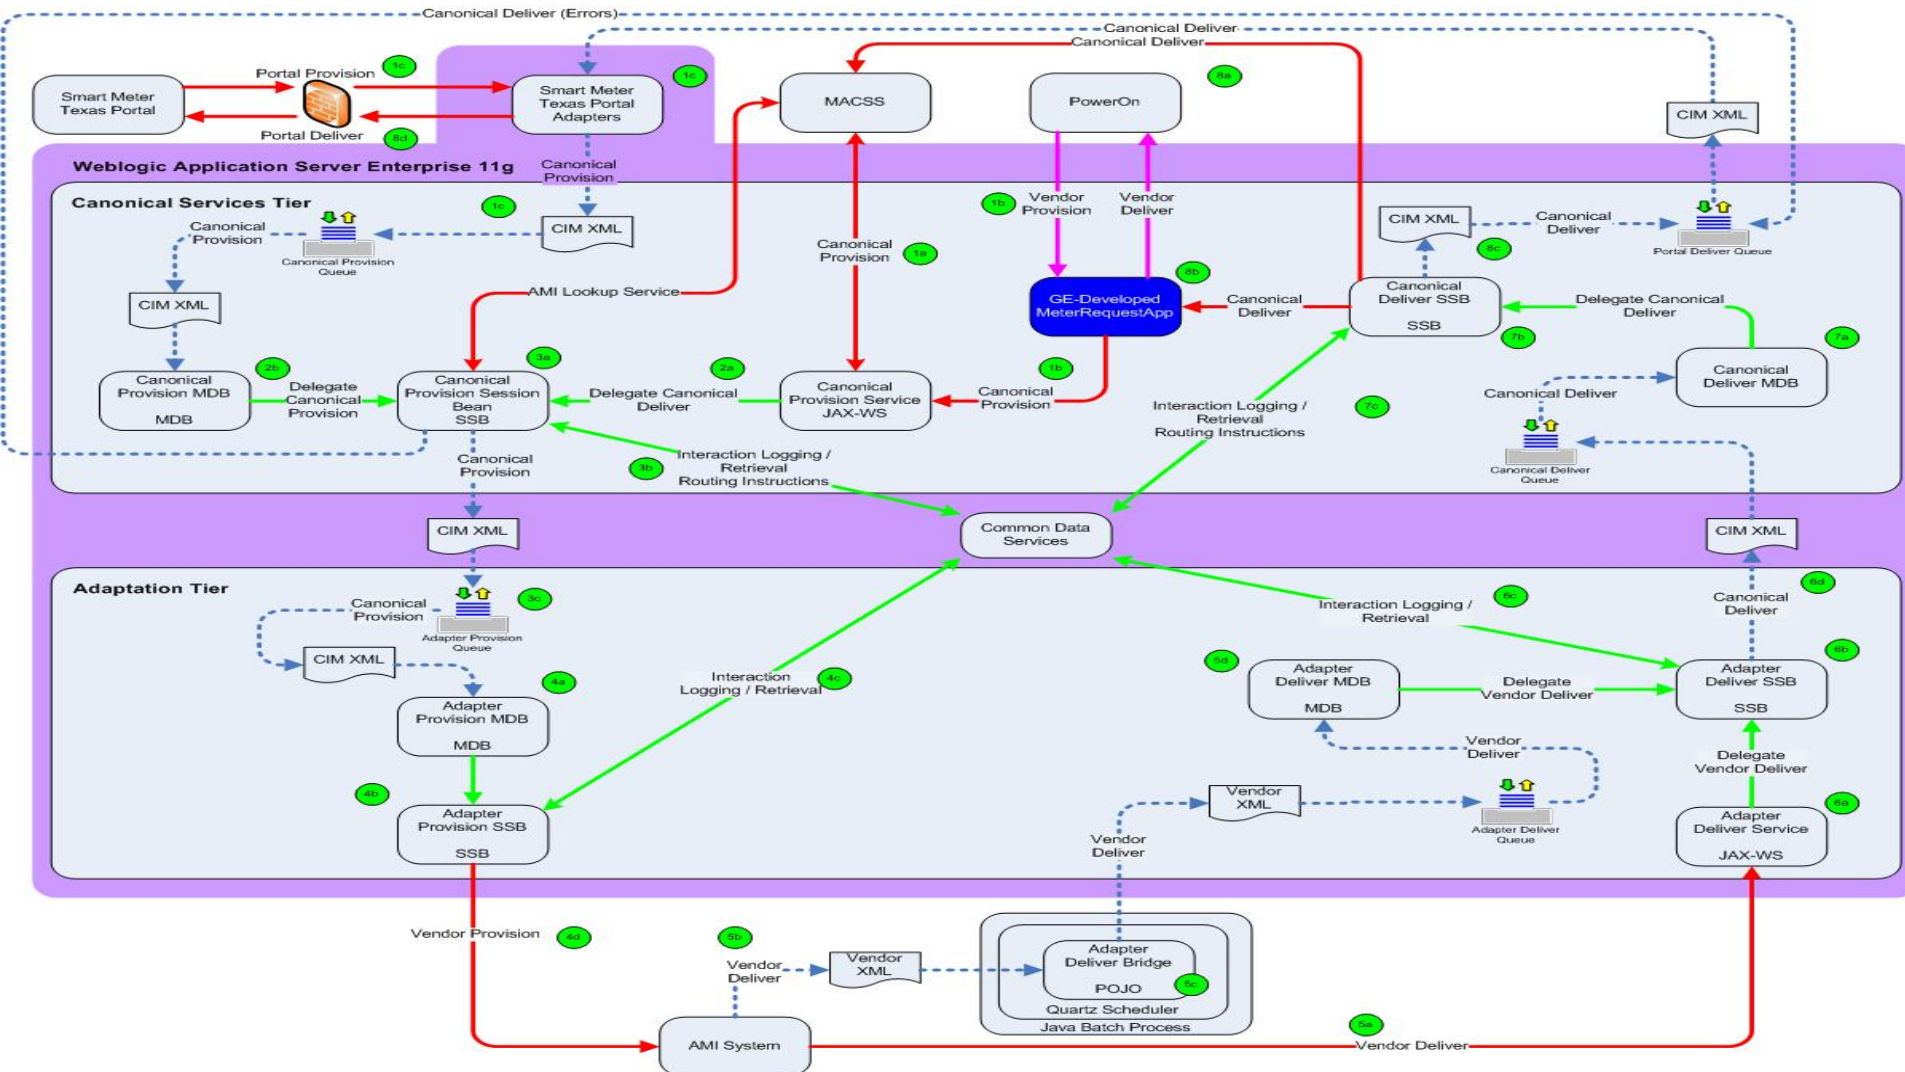 Canonical Deliver (Errors)
Canonical Deliver
Canonical Deliver
Portal Provision
1c
1c
8a
Smart Meter
Texas Portal
Smart Meter
Texas Portal
Adapters
MACSS
PowerOn
CIM XML
Portal Deliver
8d
Weblogic Application Server Enterprise 11g
Canonical
Provision
Canonical Services Tier
1c
CIM XML
Canonical
Provision
Canonical Provision
Queue
1b
Vendor
Provision
Vendor
Deliver
CIM XML
Canonical
Deliver
8c
Portal Deliver Queue
Canonical
Provision
1a
8b
AMI Lookup Service
CIM XML
GE-Developed
MeterRequestApp
Canonical
Deliver
Canonical
Deliver SSB
SSB
Delegate Canonical
Deliver
7b
7a
2b
3a
2a
1b
Canonical
Provision MDB
MDB
Delegate
Canonical
Provision
Canonical
Provision Session
Bean
SSB
Delegate Canonical
Deliver
Canonical
Provision Service
JAX-WS
Canonical
Provision
Canonical
Deliver MDB
Canonical Deliver
Interaction Logging /
Retrieval
Routing Instructions
7c
Canonical
Provision
3b
Interaction Logging /
Retrieval
Routing Instructions
Canonical Deliver
Queue
CIM XML
Common Data
Services
CIM XML
Adaptation Tier
Canonical
Provision
3c
Adapter Provision
Queue
Interaction Logging /
Retrieval
6c
6d
Canonical
Deliver
CIM XML
4a
Interaction
Logging / Retrieval
4c
5d
Adapter
Deliver MDB
MDB
Delegate
Vendor Deliver
Adapter
Deliver SSB
SSB
6b
Adapter
Provision MDB
MDB
Vendor
Deliver
Delegate
Vendor Deliver
4b
Adapter
Provision SSB
SSB
Vendor
XML
Adapter Deliver
Queue
6a
Adapter
Deliver Service
JAX-WS
Vendor
Deliver
Vendor Provision
4d
5b
Vendor
Deliver
Vendor
XML
Adapter
Deliver Bridge
POJO
5c
Quartz Scheduler
Java Batch Process
5a
AMI System
Vendor Deliver